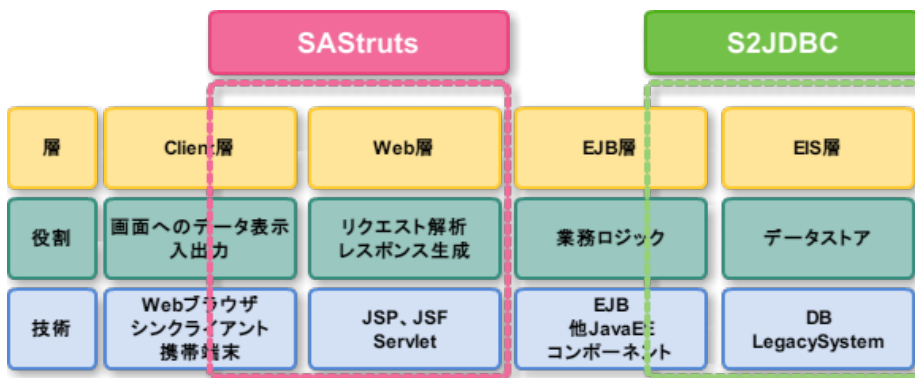 SAStruts
S2JDBC
層
Client層
Web層
EJB層
EIS層
役割
画面へのデータ表示
入出力
リクエスト解析
レスポンス生成
業務ロジック
データストア
技術
Webブラウザ
シンクライアント
携帯端末
JSP、JSF
Servlet
EJB
他JavaEE
コンポーネント
DB
LegacySystem